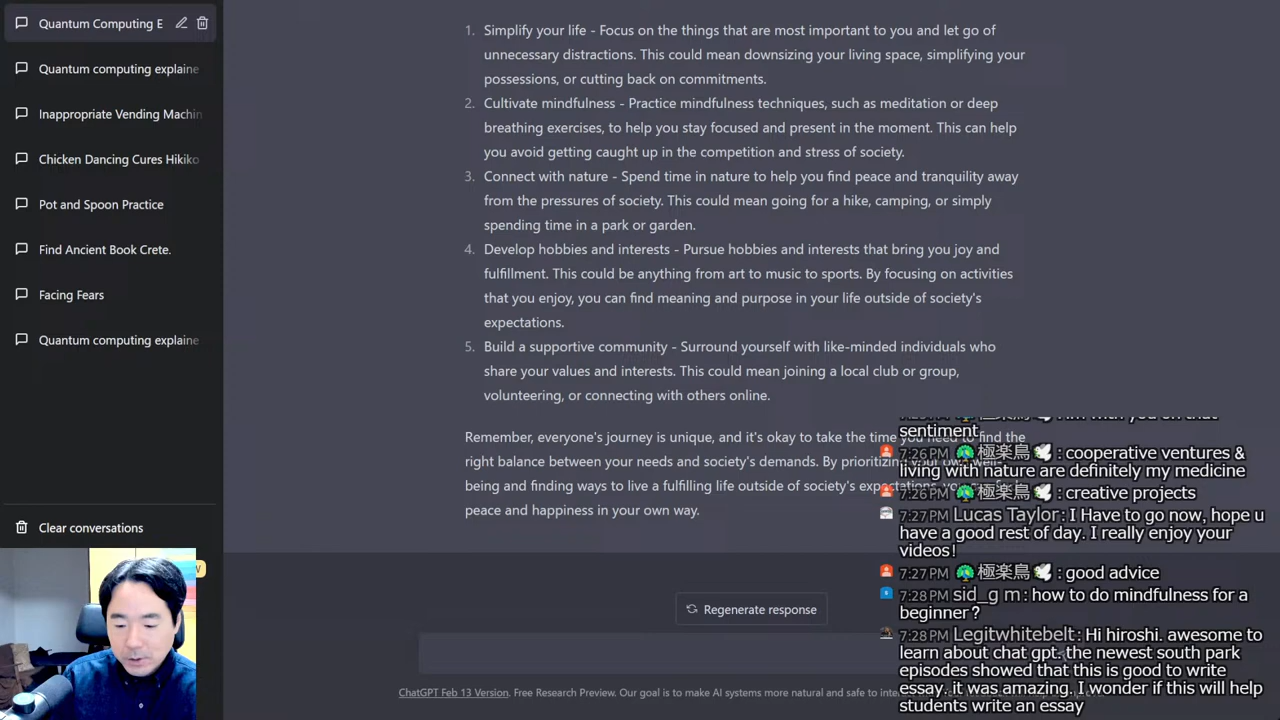 Quantum Computing E
Quantum computing explaine
Inappropriate Vending Machin
Chicken Dancing Cures Hikiko
Pot and Spoon Practice
Find Ancient Book Crete.
Facing Fears
Quantum computing explaine
Clear conversations
1. Simplify your life - Focus on the things that are most important to you and let go of
unnecessary distractions. This could mean downsizing your living space, simplifying your
possessions, or cutting back on commitments.
2. Cultivate mindfulness - Practice mindfulness techniques, such as meditation or deep
breathing exercises, to help you stay focused and present in the moment. This can help
you avoid getting caught up in the competition and stress of society.
3. Connect with nature - Spend time in nature to help you find peace and tranquility away
from the pressures of society. This could mean going for a hike, camping, or simply
spending time in a park or garden.
4. Develop hobbies and interests - Pursue hobbies and interests that bring you joy and
fulfillment. This could be anything from art to music to sports. By focusing on activities
that you enjoy, you can find meaning and purpose in your life outside of society's
expectations.
5. Build a supportive community - Surround yourself with like-minded individuals who
share your values and interests. This could mean joining a local club or group,
volunteering, or connecting with others online.
Remember, everyone's journey is unique, and it's okay to take the time you need to find the
right balance between your needs and society's demands. By prioritizing your own well-
being and finding ways to live a fulfilling life outside of society's expectations, you
peace and happiness in your own way.
Regenerate response
ChatGPT Feb 13 Version. Free Research Preview. Our goal is to make AI systems more natural and safe to
sentiment
7:26 PM 極楽鳥 : cooperative ventures &
living with nature are definitely my medicine
7:26 PM 極楽鳥 : creative projects
7:27 PM Lucas Taylor : I Have to go now, hope u
have a good rest of day. I really enjoy your
videos!
7:27 PM 極楽鳥 : good advice
7:28 PM sid_g m : how to do mindfulness for a
beginner?
7:28 PM Legitwhitebelt : Hi hiroshi. awesome to
learn about chat gpt. the newest south park
episodes showed that this is good to write
essay. it was amazing. I wonder if this will help
students write an essay